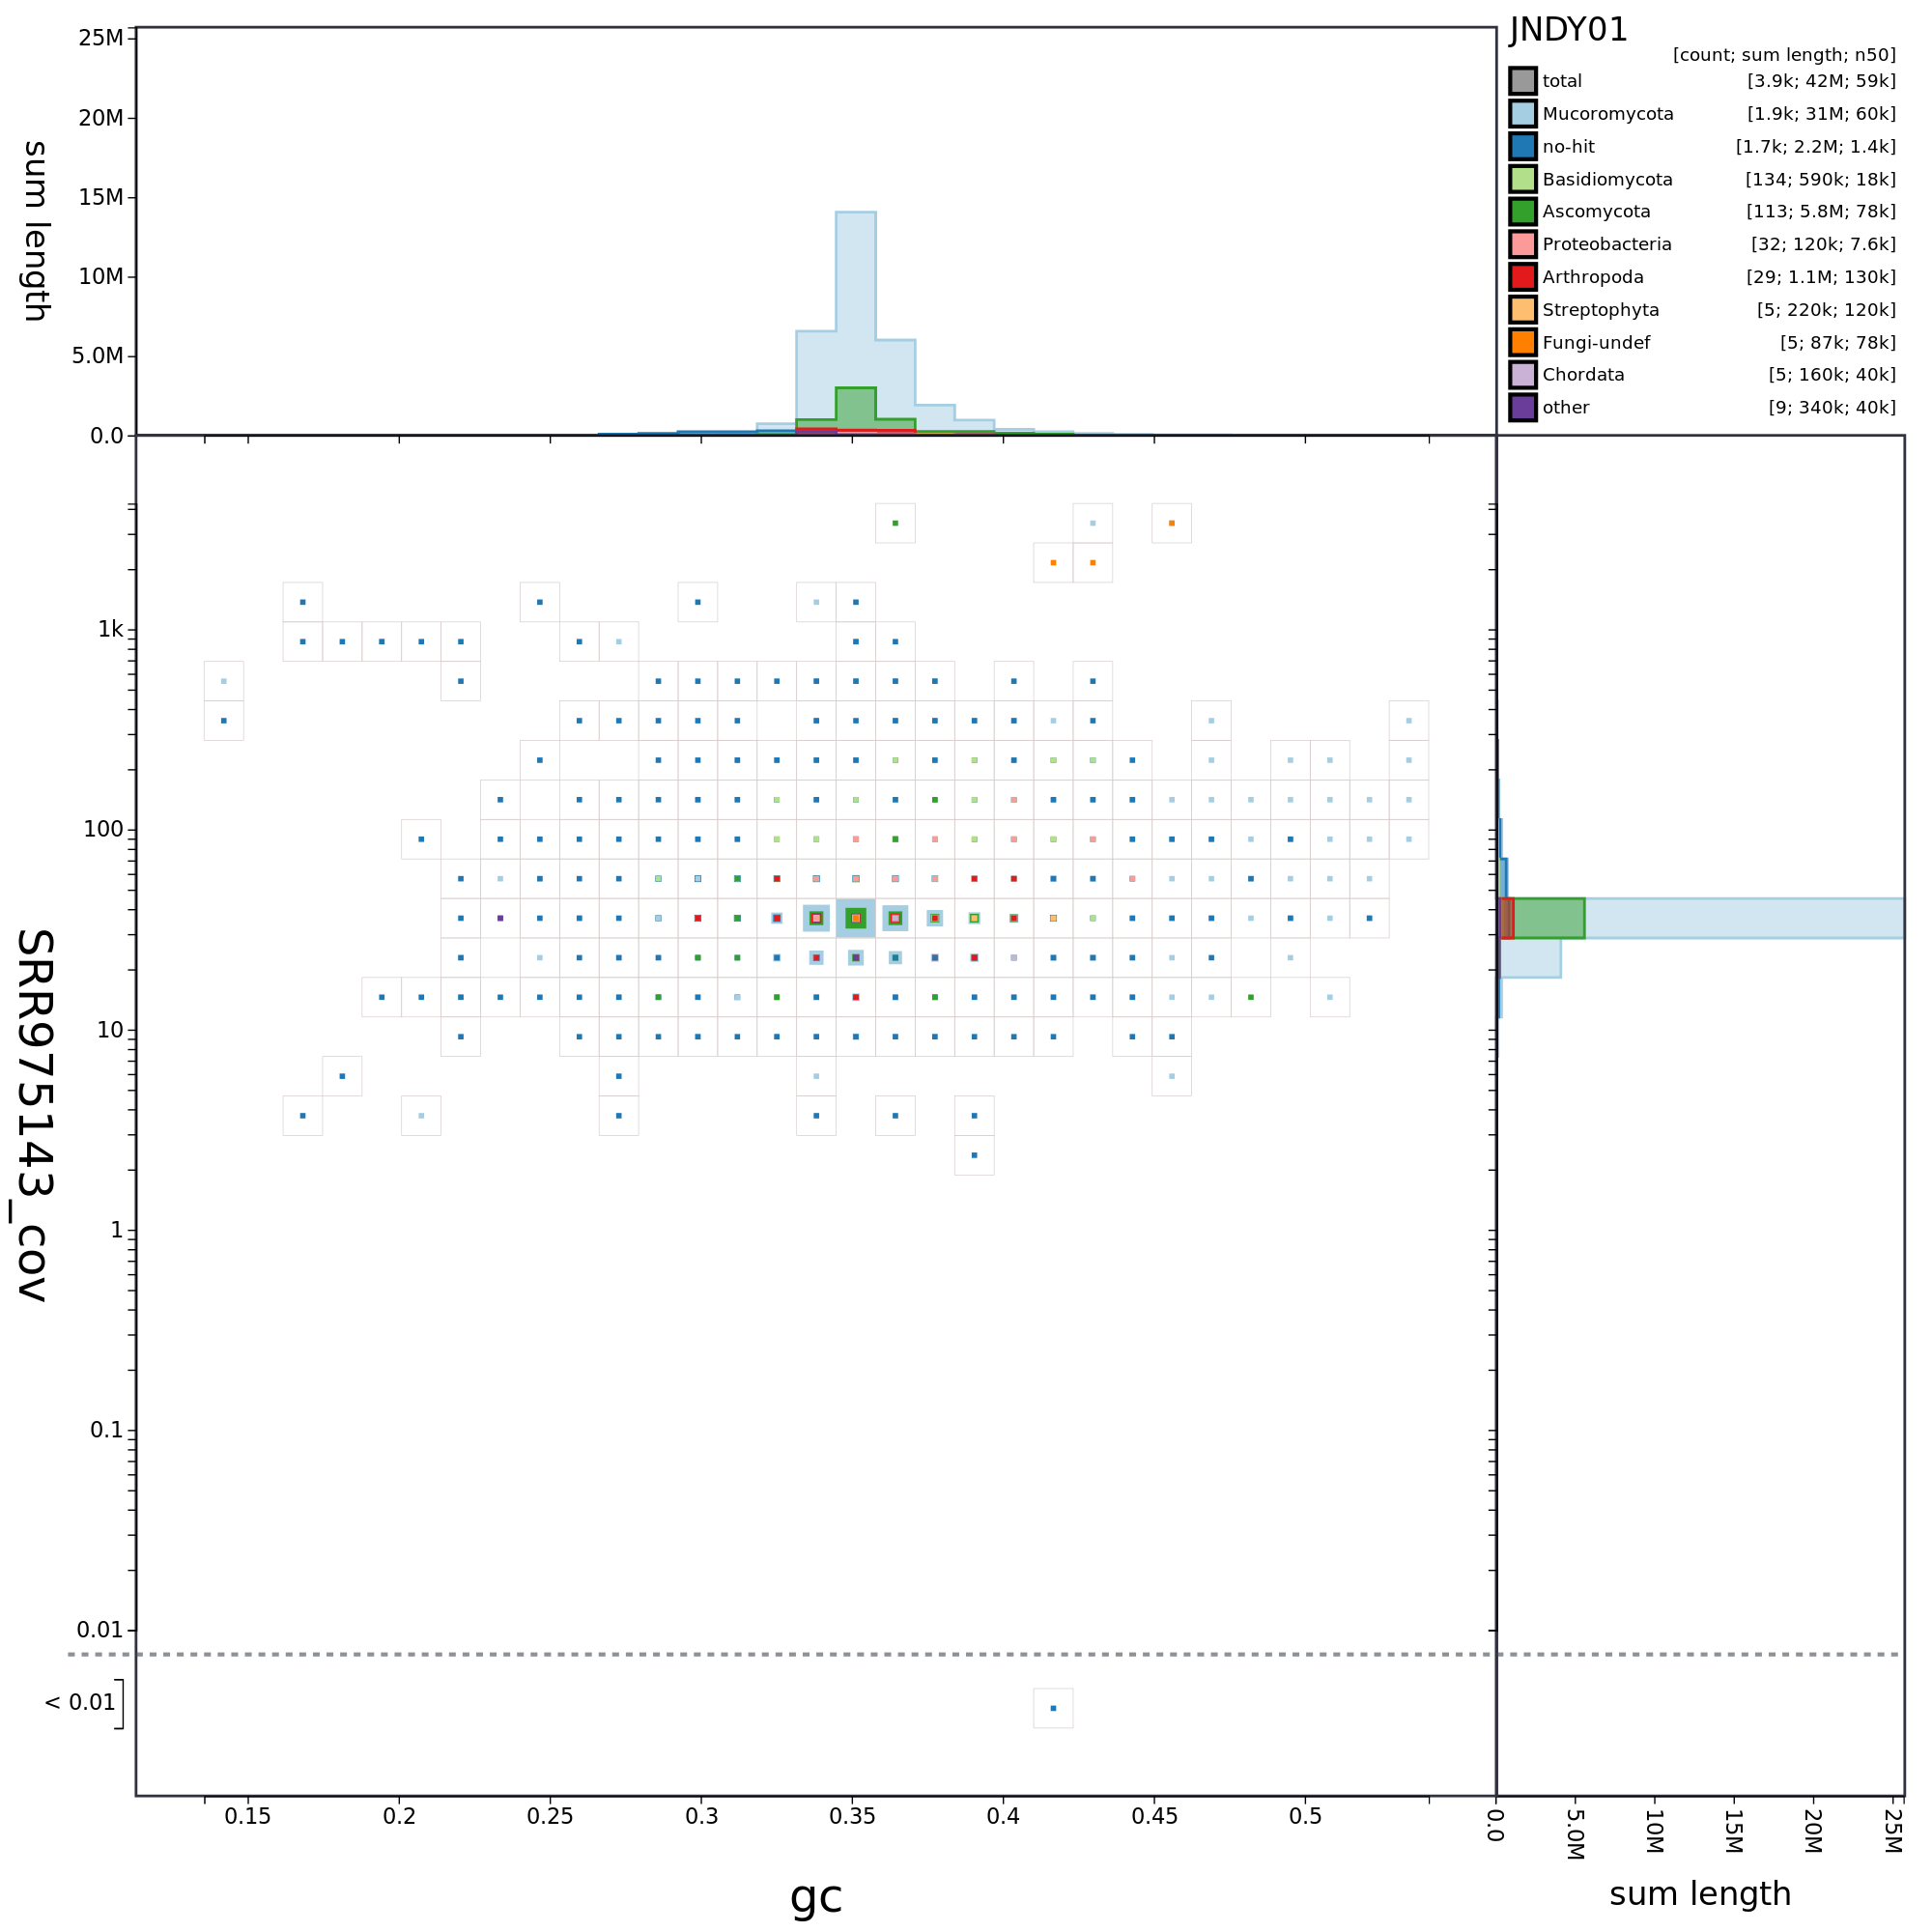 JNDY01
[count; sum length; n50]
total [3.9k; 42M; 59k]
Mucoromycota [1.9k; 31M; 60k]
no-hit [1.7k; 2.2M; 1.4k]
Basidiomycota [134; 590k; 18k]
Ascomycota [113; 5.8M; 78k]
Proteobacteria [32; 120k; 7.6k]
Arthropoda [29; 1.1M; 130k]
Streptophyta [5; 220k; 120k]
Fungi-undef [5; 87k; 78k]
Chordata [5; 160k; 40k]
other [9; 340k; 40k]
sum length
25M
20M
15M
10M
5.0M
0.0
SRR975143_cov
1k
100
10
1
0.1
0.01
< 0.01
0.15 0.2 0.25 0.3 0.35 0.4 0.45 0.5
gc
0.0 5.0M 10M 15M 20M 25M
sum length